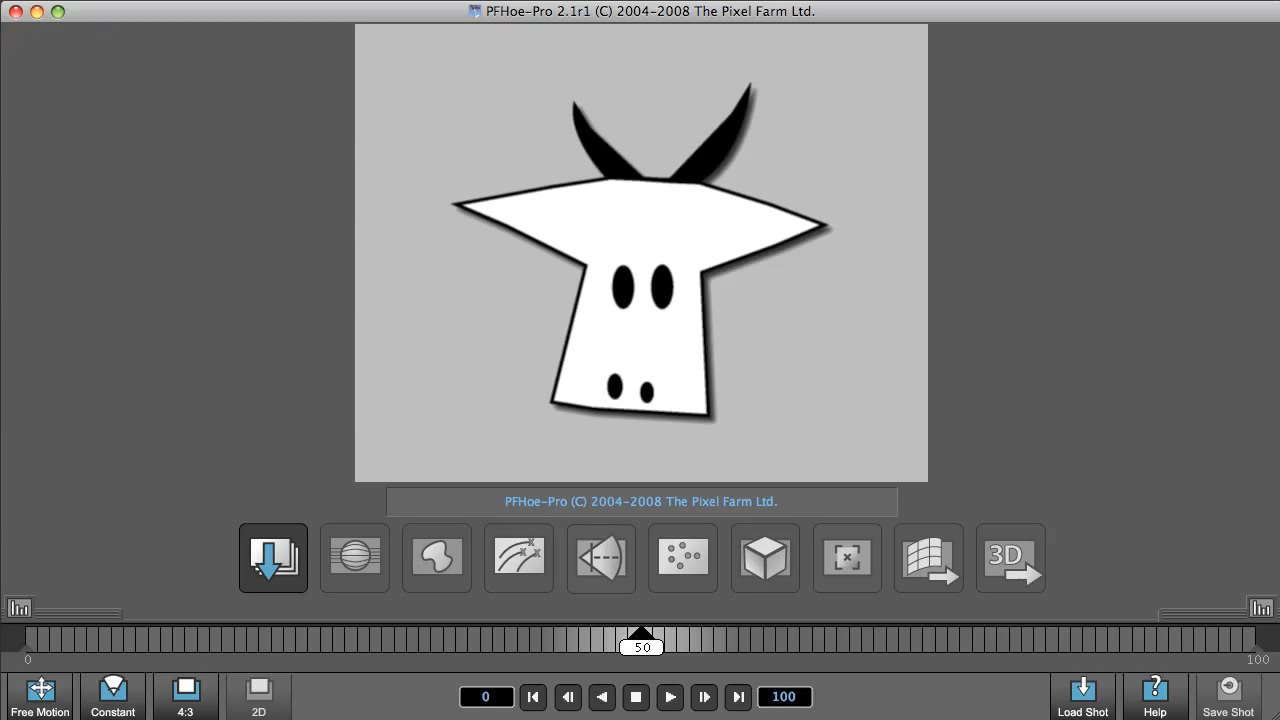 PFHoe-Pro 2.1r1 (C) 2004-2008 The Pixel Farm Ltd.
PFHoe-Pro (C) 2004-2008 The Pixel Farm Ltd.
3D
50
0
100
0
100
Free Motion
Constant
4:3
2D
Load Shot
?
Help
Save Shot